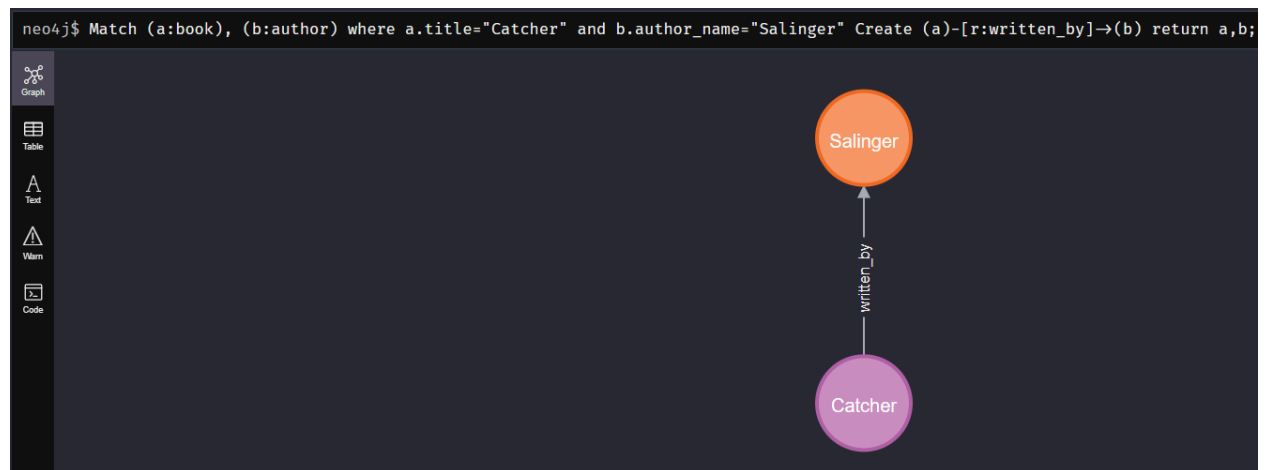 neo4j$ Match (a:book), (b:author) where a.title="Catcher" and b.author_name="Salinger" Create (a)-[r:written_by]→(b) return a,b;
Graph
Table
A
Text
Warn
Code
Salinger
written_by
Catcher